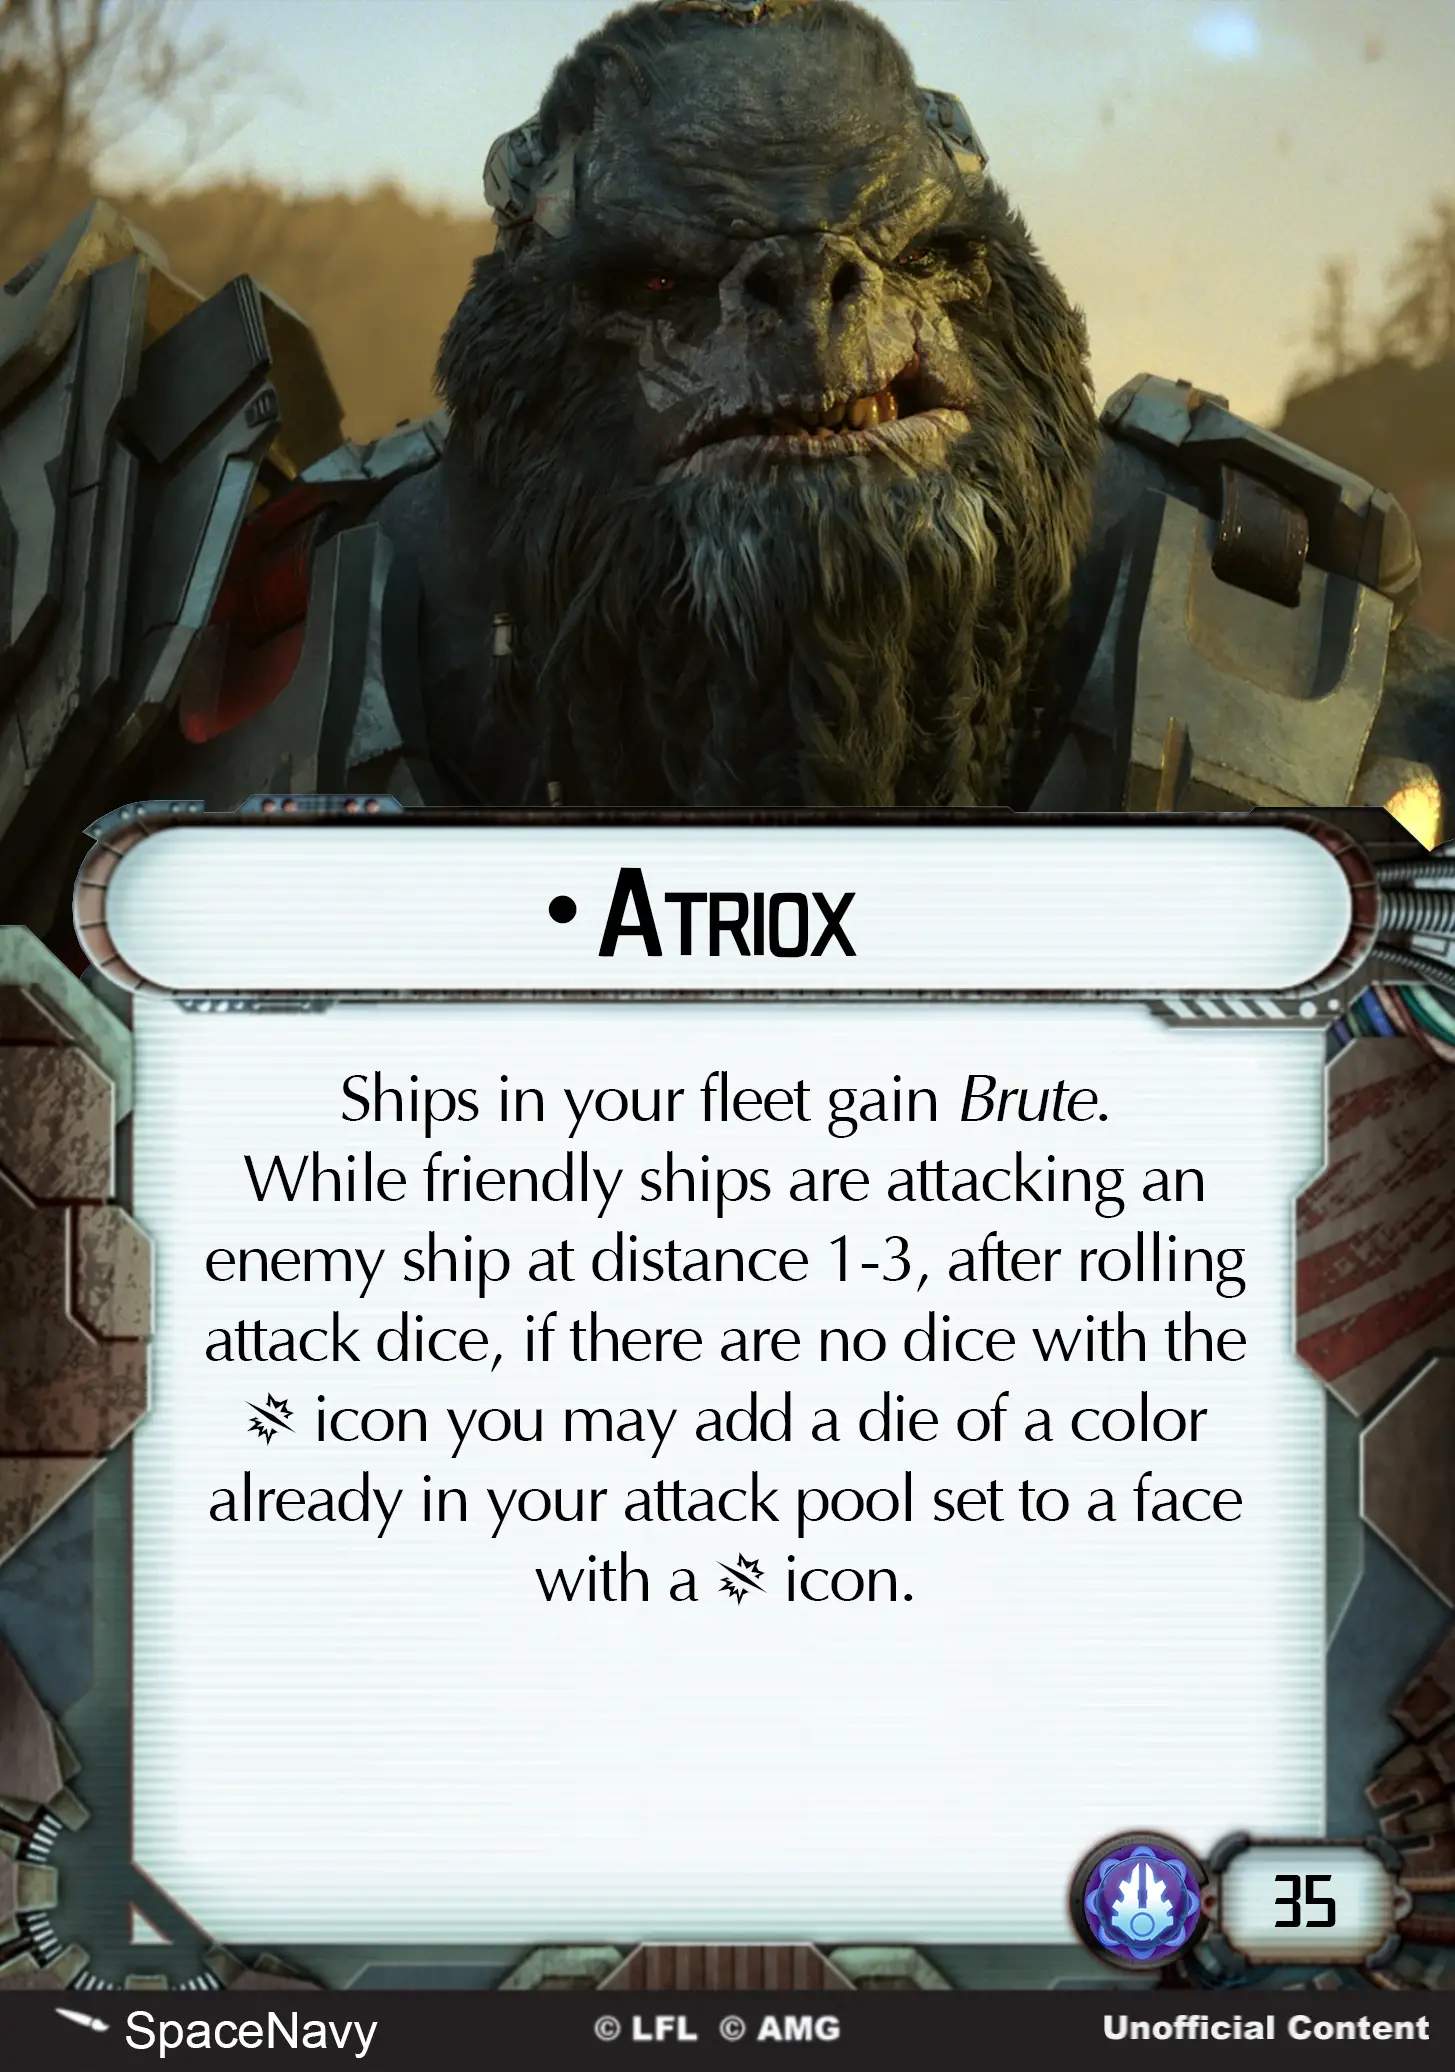 • Atriox
Ships in your fleet gain Brute.
While friendly ships are attacking an
enemy ship at distance 1-3, after rolling
attack dice, if there are no dice with the
icon you may add a die of a color
already in your attack pool set to a face
with a icon.
35
SpaceNavy
© LFL © AMG
Unofficial Content